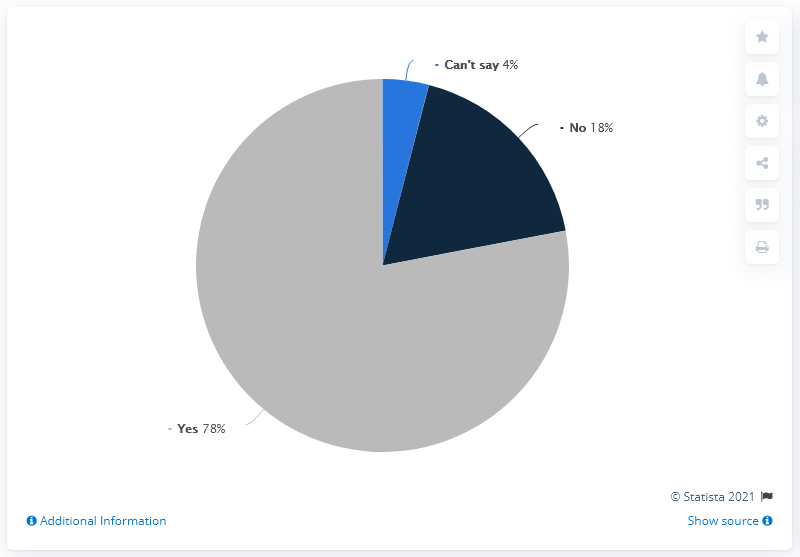 Can't say 4%
No 18%
Yes 78%
© Statista 2021
Additional Information
Show source